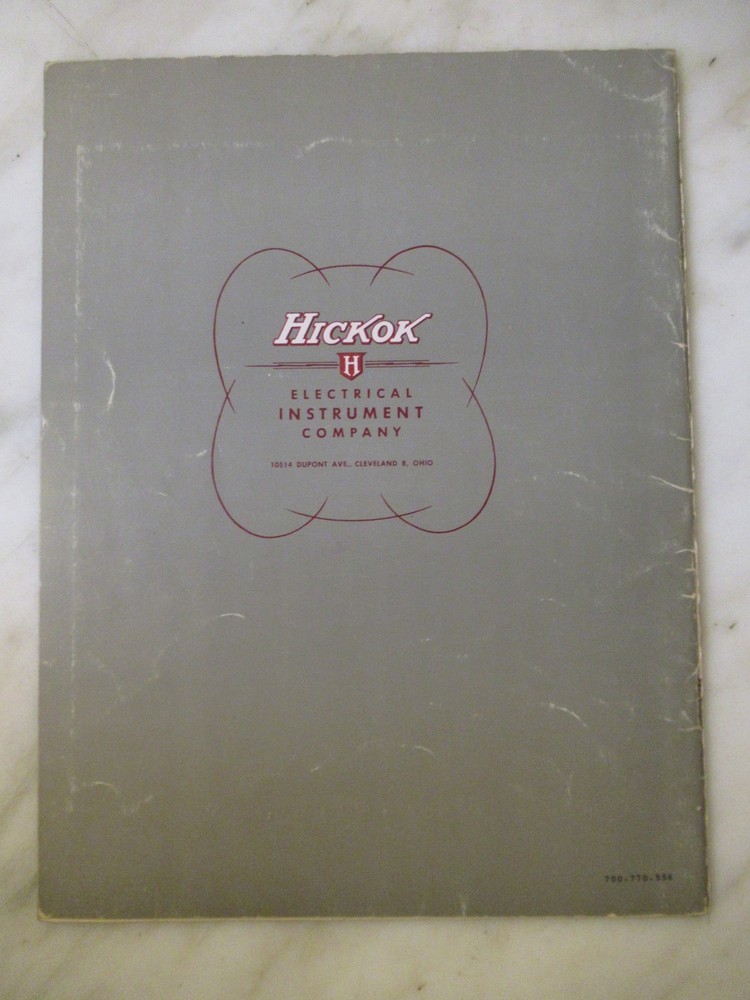 HICKOK
H
ELECTRICAL
INSTRUMENT
COMPANY
10514 DUPONT AVE., CLEVELAND 8, OHIO